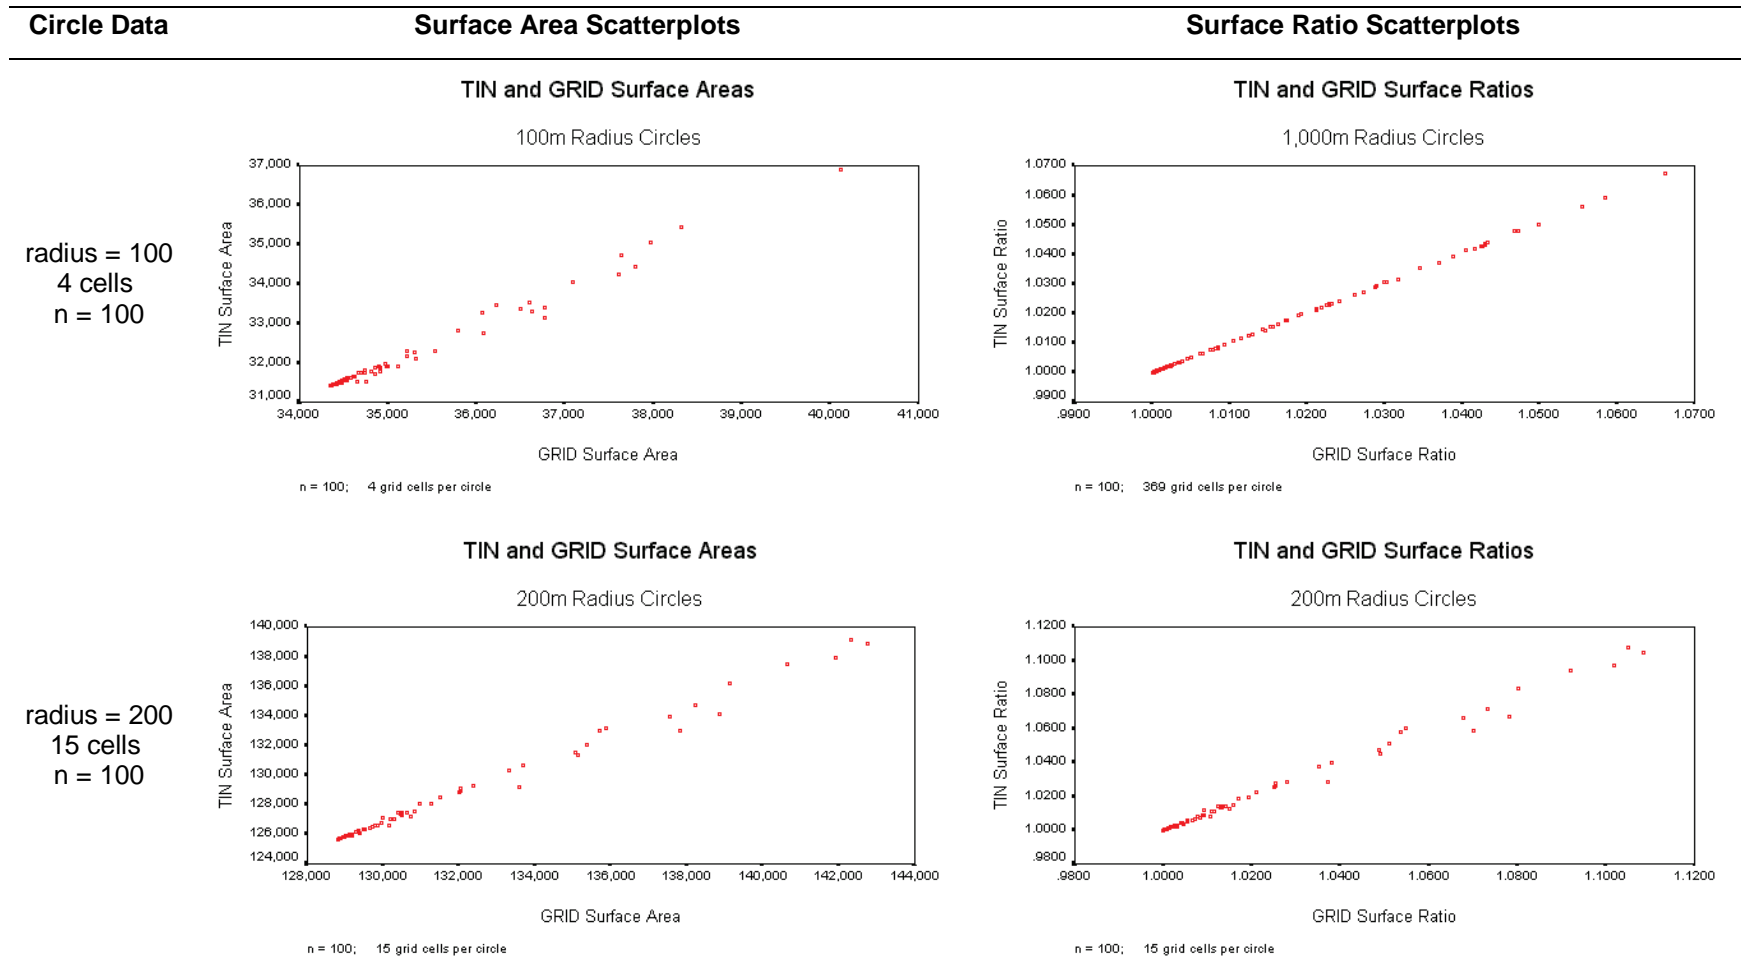 Circle Data Surface Area Scatterplots Surface Ratio Scatterplots
radius = 100
4 cells
n = 100
TIN and GRID Surface Areas
100m Radius Circles
TIN Surface Area
37,000
36,000
35,000
34,000
33,000
32,000
31,000
34,000 35,000 36,000 37,000 38,000 39,000 40,000 41,000
GRID Surface Area
n = 100; 4 grid cells per circle
TIN and GRID Surface Ratios
1,000m Radius Circles
TIN Surface Ratio
1.0700
1.0600
1.0500
1.0400
1.0300
1.0200
1.0100
1.0000
.9900
.9900 1.0000 1.0100 1.0200 1.0300 1.0400 1.0500 1.0600 1.0700
GRID Surface Ratio
n = 100; 369 grid cells per circle
radius = 200
15 cells
n = 100
TIN and GRID Surface Areas
200m Radius Circles
TIN Surface Area
140,000
138,000
136,000
134,000
132,000
130,000
128,000
126,000
124,000
128,000 130,000 132,000 134,000 136,000 138,000 140,000 142,000 144,000
GRID Surface Area
n = 100; 15 grid cells per circle
TIN and GRID Surface Ratios
200m Radius Circles
TIN Surface Ratio
1.1200
1.1000
1.0800
1.0600
1.0400
1.0200
1.0000
.9800
.9800 1.0000 1.0200 1.0400 1.0600 1.0800 1.1000 1.1200
GRID Surface Ratio
n = 100; 15 grid cells per circle